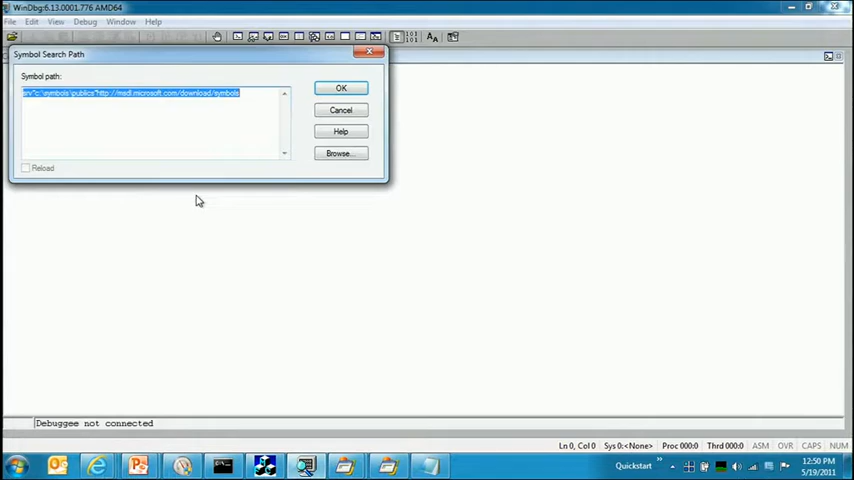 WinDbg:6.13.0001.776 AMD64
File Edit View Debug Window Help
Symbol Search Path
Symbol path:
srv*c:\symbols\publics*http://msdl.microsoft.com/download/symbols
OK
Cancel
Help
Browse...
Reload
Debuggee not connected
Ln 0, Col 0 Sys 0:<None> Proc 000:0 Thrd 000:0 ASM OVR CAPS NUM
Quickstart »
12:50 PM
5/19/2011